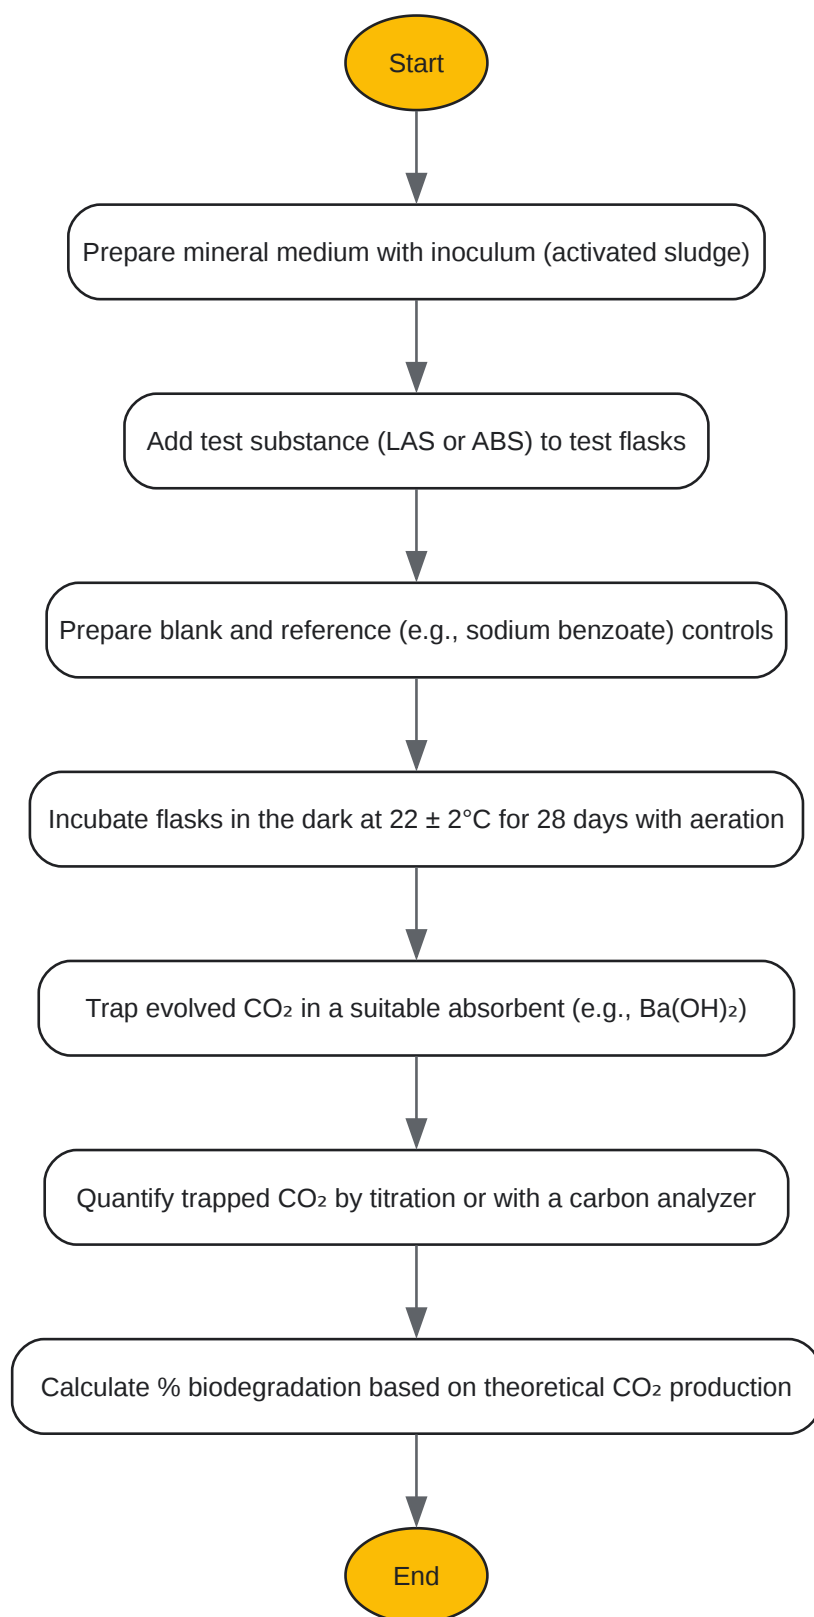 Start
Prepare mineral medium with inoculum (activated sludge)
Add test substance (LAS or ABS) to test flasks
Prepare blank and reference (e.g., sodium benzoate) controls
Incubate flasks in the dark at 22 ± 2°C for 28 days with aeration
Trap evolved CO₂ in a suitable absorbent (e.g., Ba(OH)₂)
Quantify trapped CO₂ by titration or with a carbon analyzer
Calculate % biodegradation based on theoretical CO₂ production
End